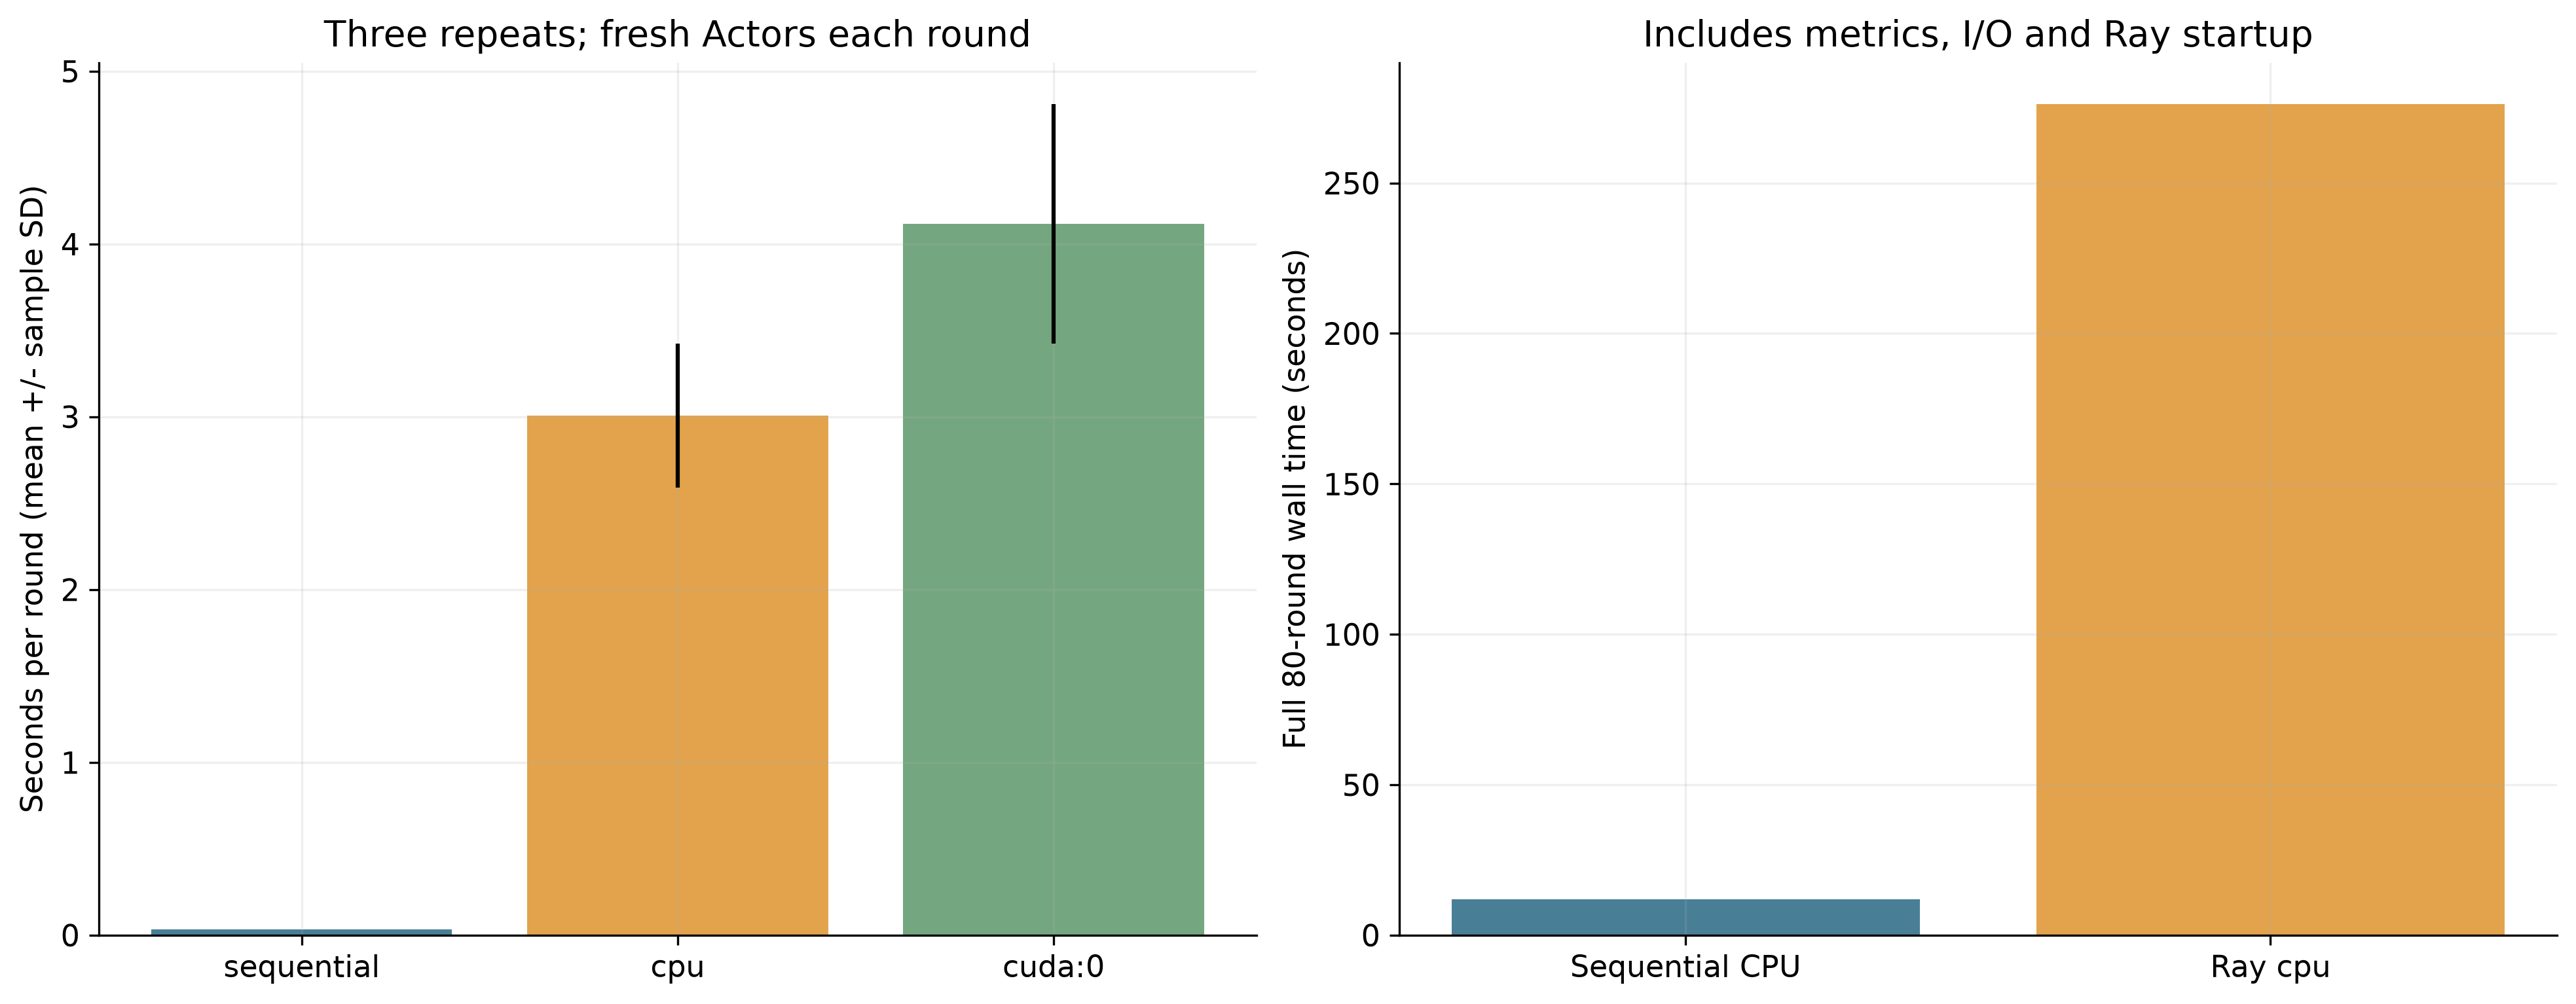 Three repeats; fresh Actors each round
Seconds per round (mean +/- sample SD)
5
4
3
2
1
0
sequential
cpu
cuda:0
Includes metrics, I/O and Ray startup
Full 80-round wall time (seconds)
250
200
150
100
50
0
Sequential CPU
Ray cpu